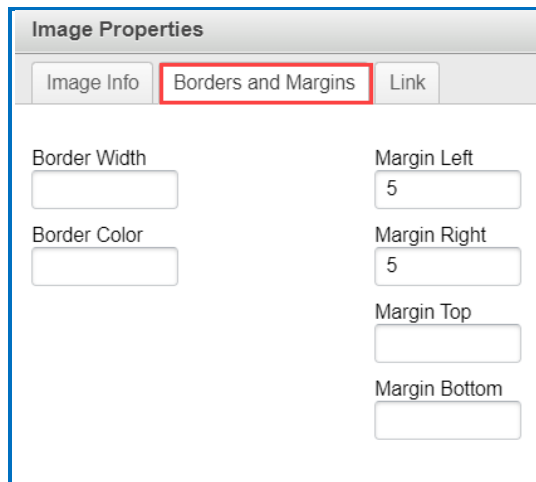 Image Properties
Image Info
Borders and Margins
Link
Border Width
Margin Left
5
Border Color
Margin Right
5
Margin Top
Margin Bottom